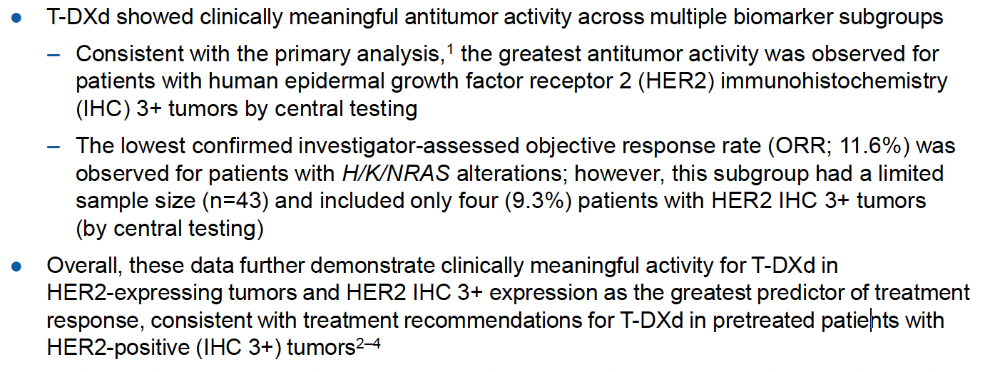 ● T-DXd showed clinically meaningful antitumor activity across multiple biomarker subgroups
– Consistent with the primary analysis,¹ the greatest antitumor activity was observed for
patients with human epidermal growth factor receptor 2 (HER2) immunohistochemistry
(IHC) 3+ tumors by central testing
– The lowest confirmed investigator-assessed objective response rate (ORR; 11.6%) was
observed for patients with H/K/NRAS alterations; however, this subgroup had a limited
sample size (n=43) and included only four (9.3%) patients with HER2 IHC 3+ tumors
(by central testing)
● Overall, these data further demonstrate clinically meaningful activity for T-DXd in
HER2-expressing tumors and HER2 IHC 3+ expression as the greatest predictor of treatment
response, consistent with treatment recommendations for T-DXd in pretreated patients with
HER2-positive (IHC 3+) tumors²⁻⁴